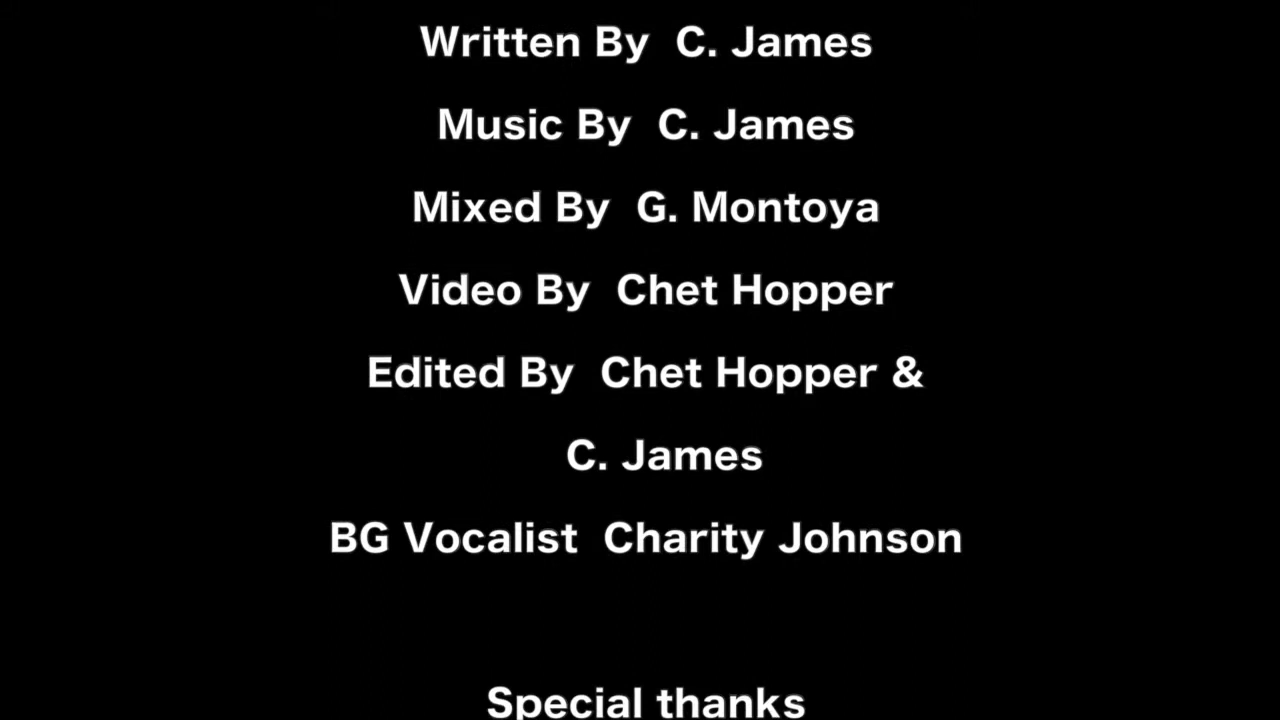 Written By  C. James
Music By  C. James
Mixed By  G. Montoya
Video By  Chet Hopper
Edited By  Chet Hopper &
C. James
BG Vocalist  Charity Johnson
Special thanks